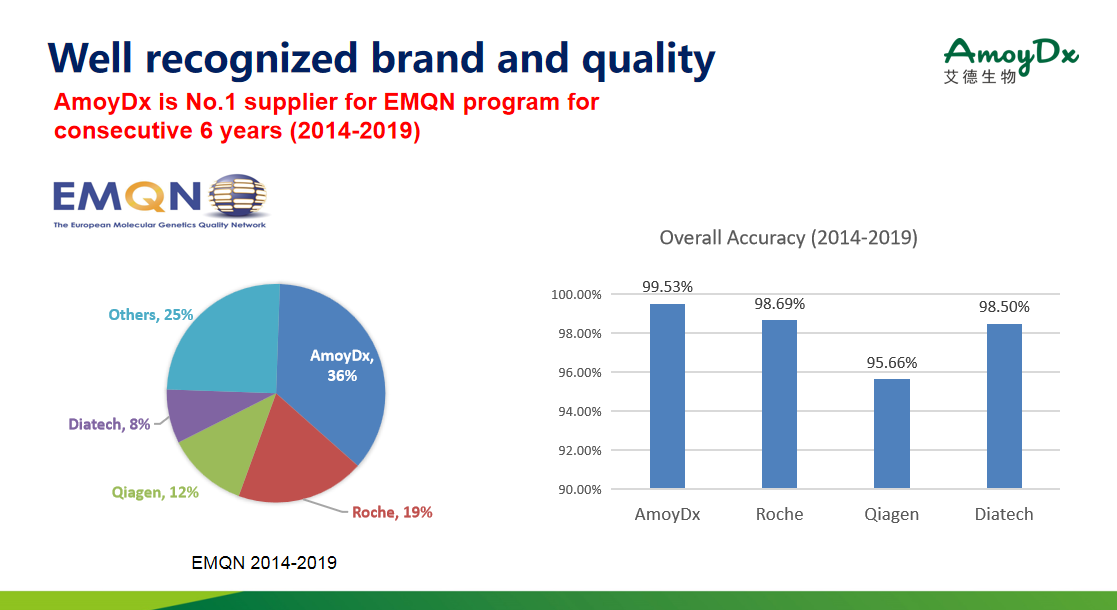 Well recognized brand and quality
AmoyDx
艾德生物
AmoyDx is No.1 supplier for EMQN program for
consecutive 6 years (2014-2019)
EMQN
The European Molecular Genetics Quality Network
Others, 25%
AmoyDx,
36%
Diatech, 8%
Qiagen, 12%
Roche, 19%
EMQN 2014-2019
Overall Accuracy (2014-2019)
100.00%
98.00%
96.00%
94.00%
92.00%
90.00%
99.53%
98.69%
95.66%
98.50%
AmoyDx
Roche
Qiagen
Diatech